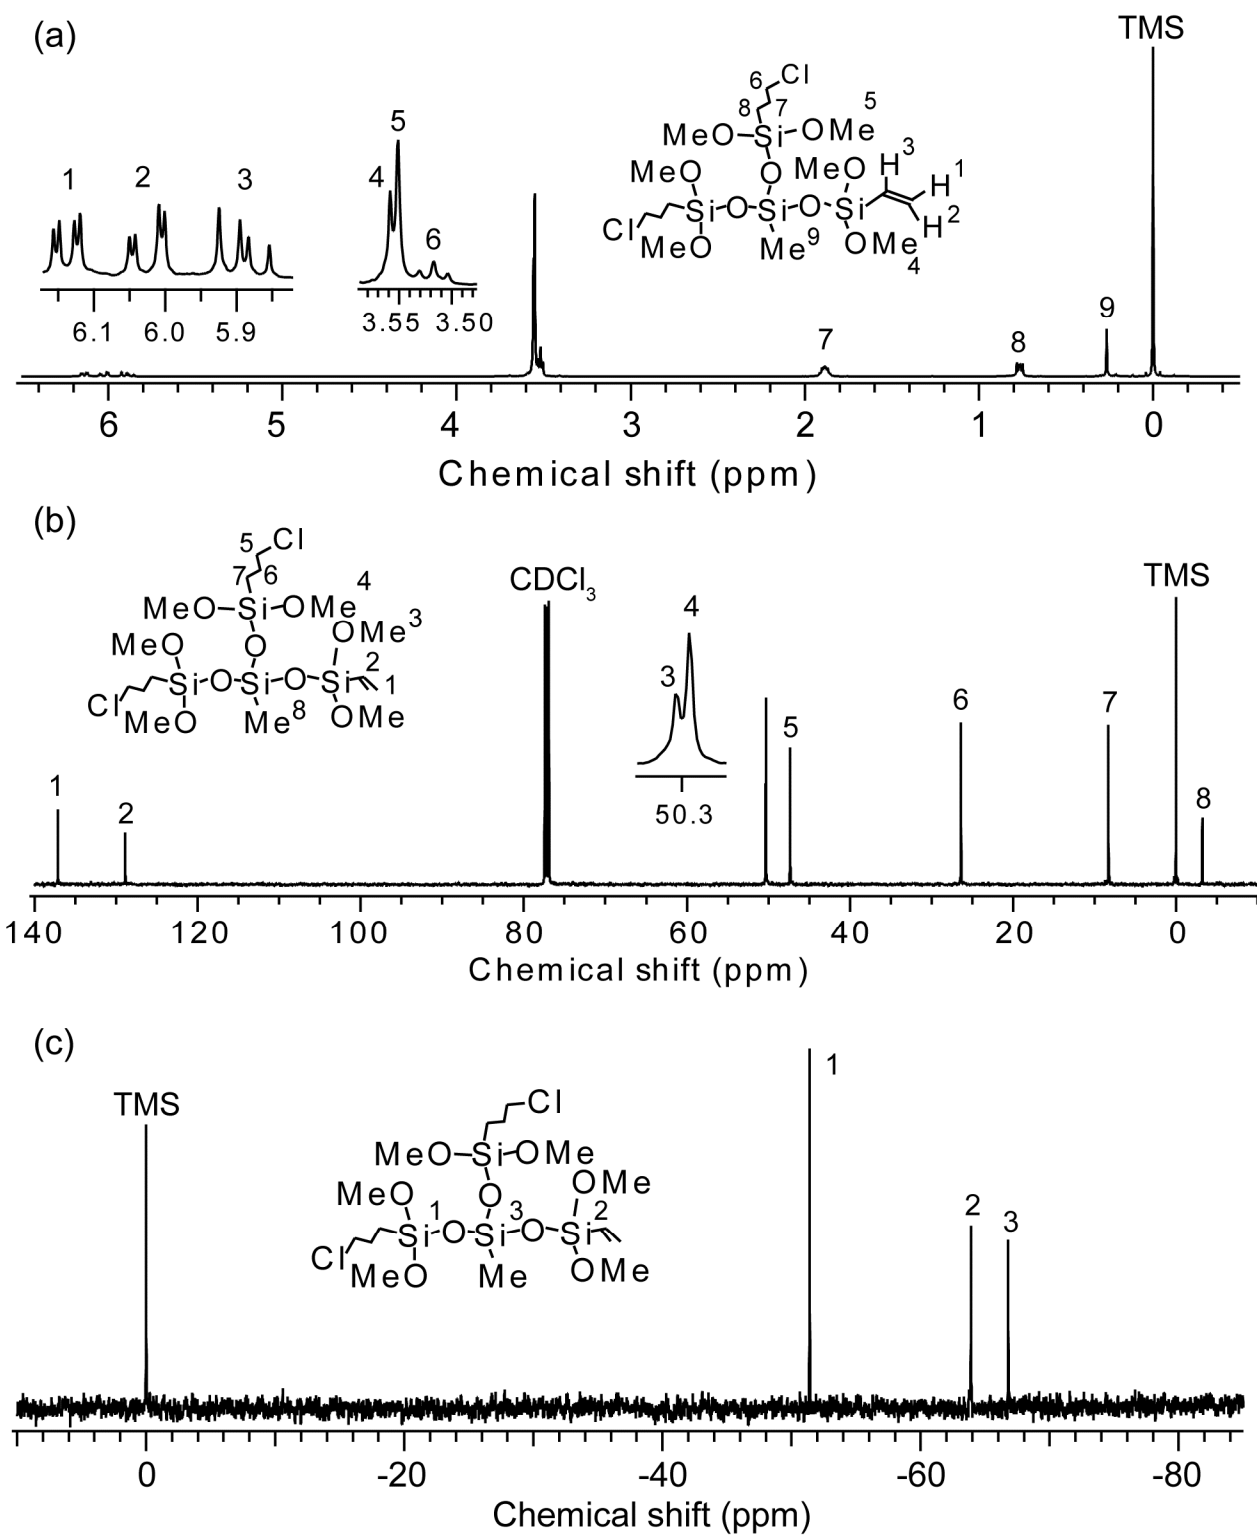 (a)
TMS
6 Cl
8 7 5
MeO Si OMe
MeO O MeO H 3 H 1
Si O Si O Si H 2
Cl MeO Me 9 OMe 4
1 2 3 4 5 6
6.1 6.0 5.9 3.55 3.50
7 8 9
6 5 4 3 2 1 0
Chemical shift (ppm)
(b)
5 Cl
7 6 4
MeO Si OMe
MeO O OMe 3
Si O Si O Si 2 1
Cl MeO Me 8 OMe
CDCl3
TMS
1 2 3 4 5 6 7 8
50.3
140 120 100 80 60 40 20 0
Chemical shift (ppm)
(c)
TMS
Cl
MeO Si OMe
MeO O OMe
1 3 2
Si O Si O Si
Cl MeO Me OMe
1 2 3
0 -20 -40 -60 -80
Chemical shift (ppm)